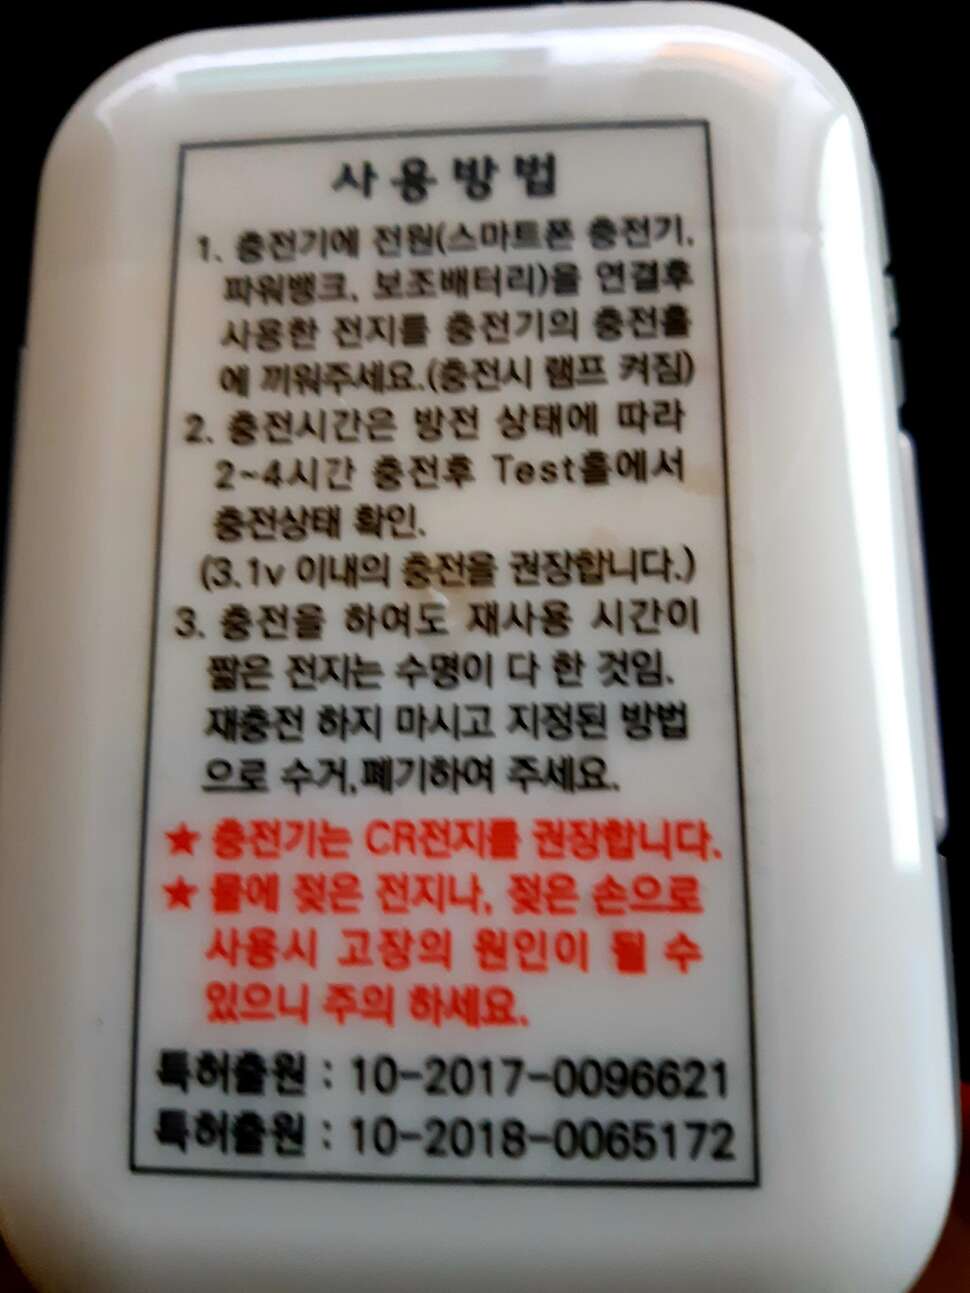 사용방법
1. 충전기에 전원(스마트폰 충전기,
파워뱅크, 보조배터리)을 연결후
사용한 전지를 충전기의 충전홀
에 끼워주세요.(충전시 램프 켜짐)
2. 충전시간은 방전 상태에 따라
2~4시간 충전후 Test홀에서
충전상태 확인.
(3.1v 이내의 충전을 권장합니다.)
3. 충전을 하여도 재사용 시간이
짧은 전지는 수명이 다 한 것임.
재충전 하지 마시고 지정된 방법
으로 수거,폐기하여 주세요.
★ 충전기는 CR전지를 권장합니다.
★ 물에 젖은 전지나, 젖은 손으로
사용시 고장의 원인이 될 수
있으니 주의 하세요.
특허출원 : 10-2017-0096621
특허출원 : 10-2018-0065172